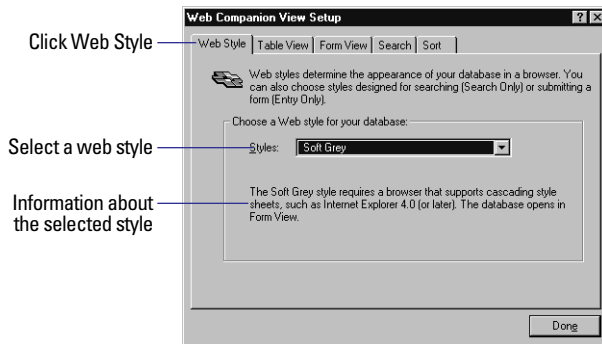 Web Companion View Setup
Click Web Style
Web Style Table View Form View Search Sort
Web styles determine the appearance of your database in a browser. You
can also choose styles designed for searching (Search Only) or submitting a
form (Entry Only).
Choose a Web style for your database:
Select a web style
Styles: Soft Grey
Information about
the selected style
The Soft Grey style requires a browser that supports cascading style
sheets, such as Internet Explorer 4.0 (or later). The database opens in
Form View.
Done